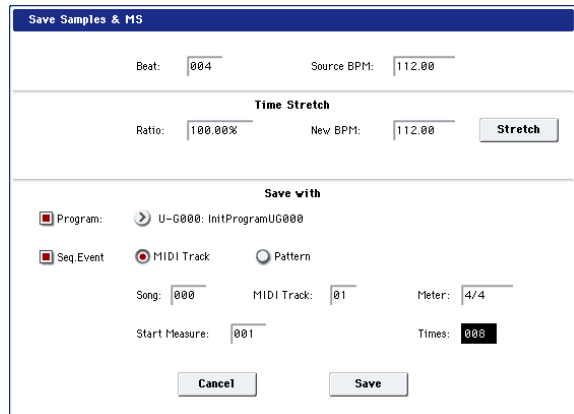 Save Samples & MS
Beat: 004 Source BPM: 112.00
Time Stretch
Ratio: 100.00% New BPM: 112.00 Stretch
Save with
Program: U-G000: InitProgramUG000
Seq.Event MIDI Track Pattern
Song: 000 MIDI Track: 01 Meter: 4/4
Start Measure: 001 Times: 008
Cancel Save